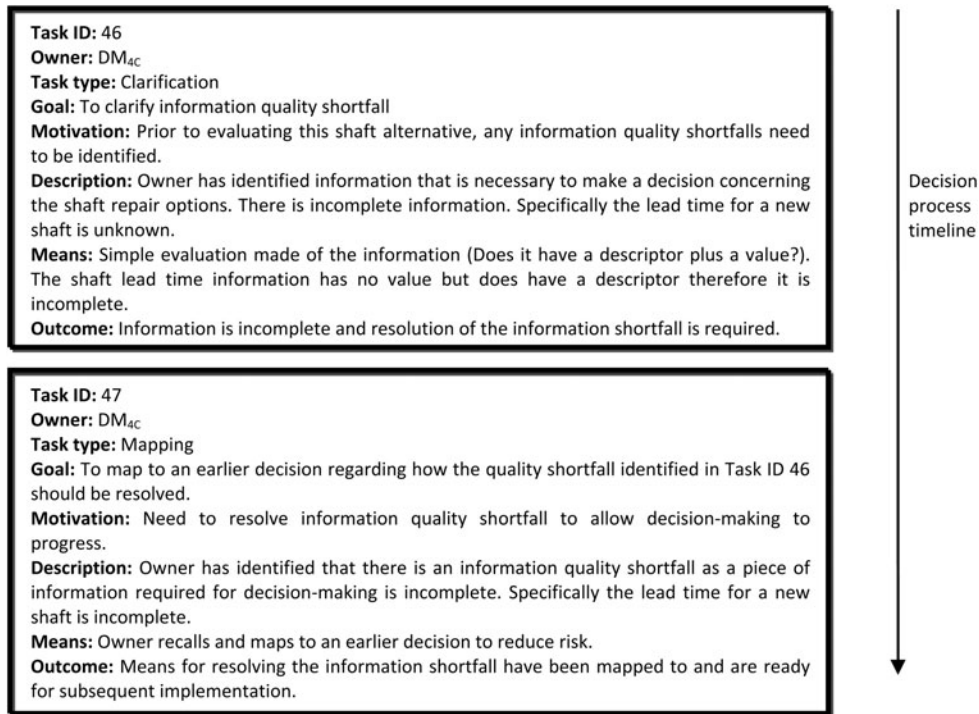 Task ID: 46
Owner: DM4C
Task type: Clarification
Goal: To clarify information quality shortfall
Motivation: Prior to evaluating this shaft alternative, any information quality shortfalls need
to be identified.
Description: Owner has identified information that is necessary to make a decision concerning
the shaft repair options. There is incomplete information. Specifically the lead time for a new
shaft is unknown.
Means: Simple evaluation made of the information (Does it have a descriptor plus a value?).
The shaft lead time information has no value but does have a descriptor therefore it is
incomplete.
Outcome: Information is incomplete and resolution of the information shortfall is required.
Task ID: 47
Owner: DM4C
Task type: Mapping
Goal: To map to an earlier decision regarding how the quality shortfall identified in Task ID 46
should be resolved.
Motivation: Need to resolve information quality shortfall to allow decision-making to
progress.
Description: Owner has identified that there is an information quality shortfall as a piece of
information required for decision-making is incomplete. Specifically the lead time for a new
shaft is incomplete.
Means: Owner recalls and maps to an earlier decision to reduce risk.
Outcome: Means for resolving the information shortfall have been mapped to and are ready
for subsequent implementation.
Decision
process
timeline